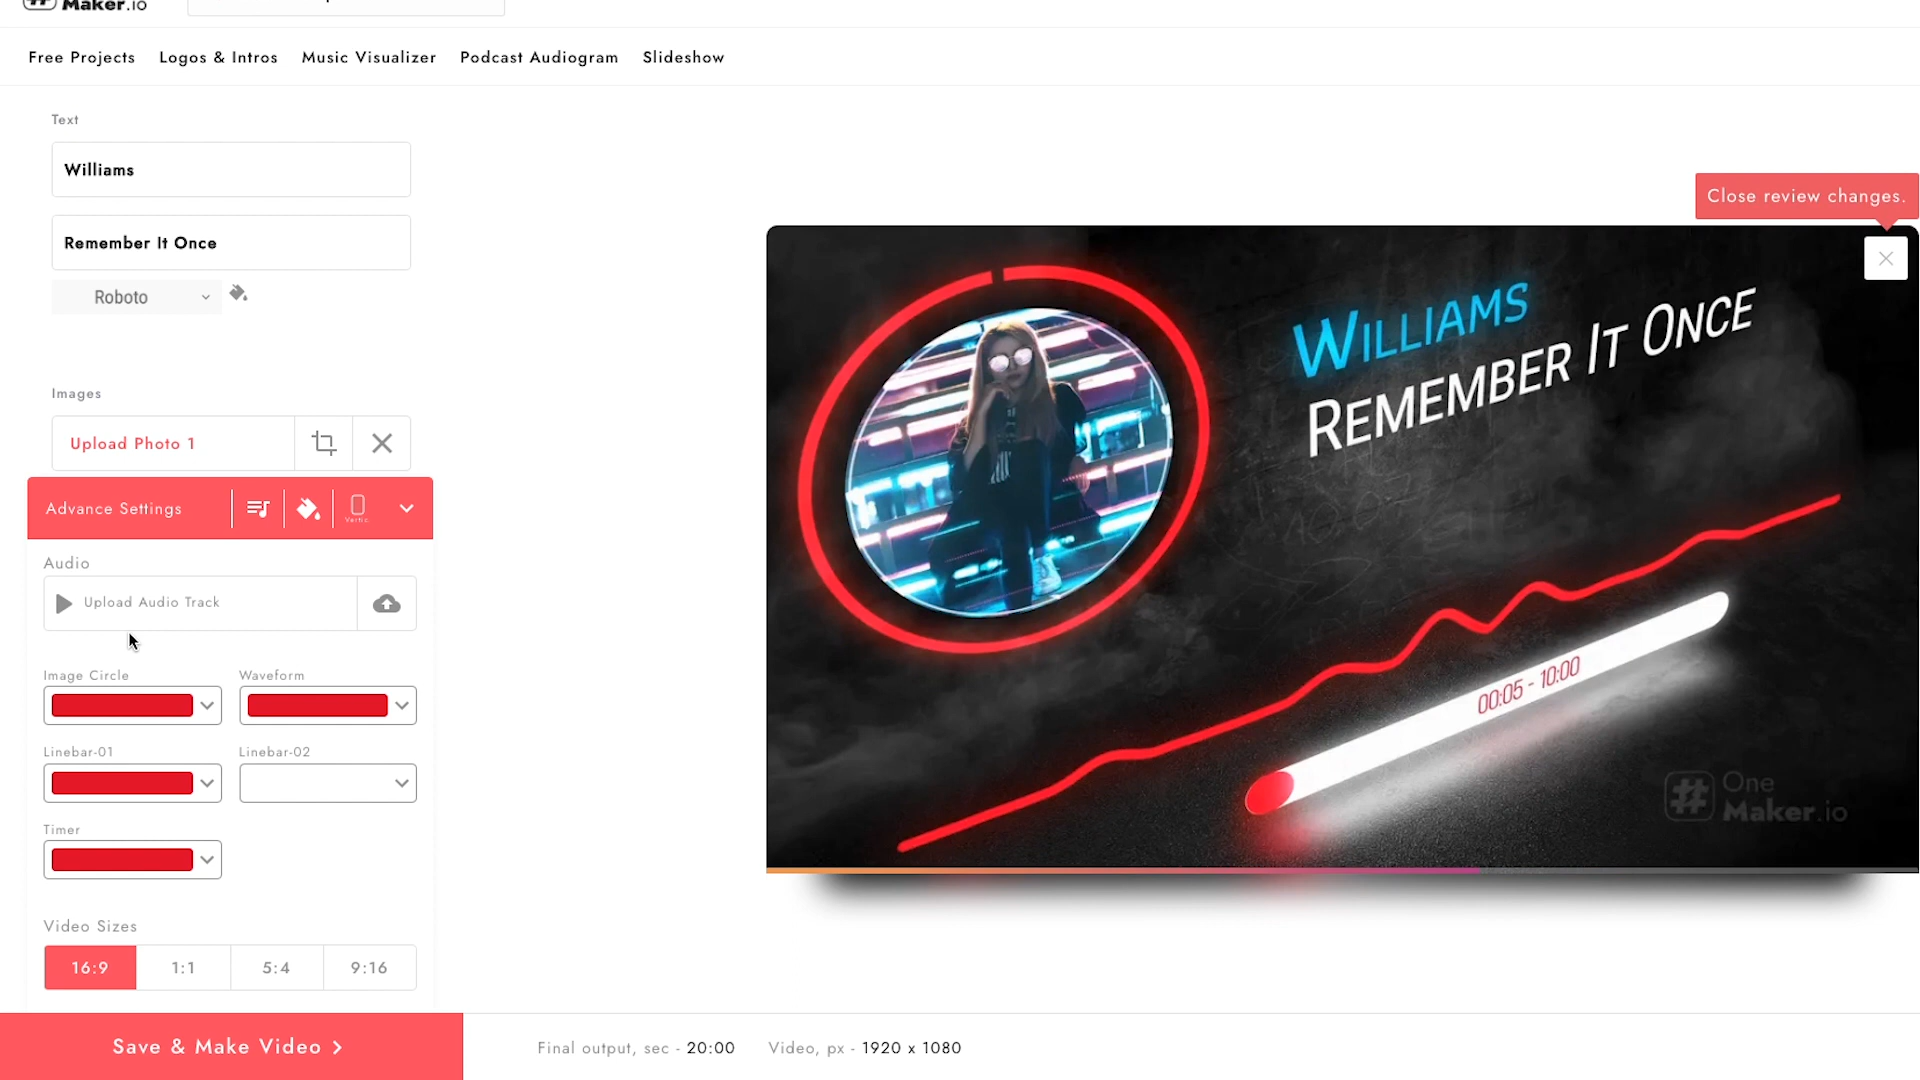 Maker.io
Free Projects
Logos & Intros
Music Visualizer
Podcast Audiogram
Slideshow
Text
Williams
Remember It Once
Roboto
Images
Upload Photo 1
Advance Settings
Vertic
Audio
Upload Audio Track
Image Circle
Waveform
Linebar-01
Linebar-02
Timer
Video Sizes
16:9
1:1
5:4
9:16
Save & Make Video
Final output, sec - 20:00
Video, px - 1920 x 1080
Close review changes.
Williams
Remember It Once
00:05 - 10:00
# One
Maker.io